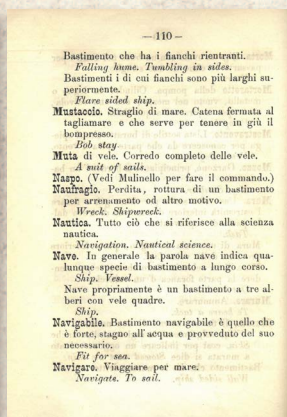 — 110 —
Bastimento che ha i fianchi rientranti.
Falling hume. Tumbling in sides.
Bastimenti i di cui fianchi sono più larghi su-
periormente.
Flare sided ship.
Mustaccio. Straglio di mare. Catena fermata al
tagliamare e che serve per tenere in giù il
bompresso.
Bob stay
Muta di vele. Corredo completo delle vele.
A suit of sails.
Naspo. (Vedi Mulinello per fare il commando.)
Naufragio. Perdita, rottura di un bastimento
per arrenamento od altro motivo.
Wreck. Shipwreck.
Nautica. Tutto ciò che si riferisce alla scienza
nautica.
Navigation. Nautical science.
Nave. In generale la parola nave indica qua-
lunque specie di bastimento a lungo corso.
Ship. Vessel.
Nave propriamente è un bastimento a tre al-
beri con vele quadre.
Ship.
Navigabile. Bastimento navigabile è quello che
è forte, stagno all'acqua e provveduto del suo
necessario.
Fit for sea.
Navigare. Viaggiare per mare.
Navigate. To sail.